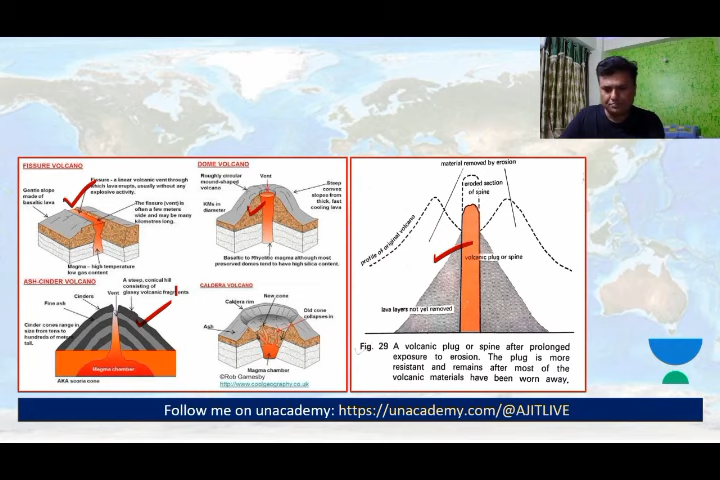 FISSURE VOLCANO
Fissure - a linear volcanic vent through
which lava erupts, usually without any
explosive activity.
Gentle slope
made of
basaltic lava
The fissure (vent) is
often a few meters
wide and may be many
kilometres long.
Magma – high temperature
low gas content
DOME VOLCANO
Roughly circular
mound-shaped
volcano
Vent
KMs in
diameter
Steep
convex
slopes from
thick, fast
cooling lava
Basaltic to Rhyolitic magma although most
preserved domes tend to have high silica content.
ASH-CINDER VOLCANO
Vent
A steep, conical hill
consisting of
glassy volcanic fragments
Cinders
Fine ash
Cinder cones range in
size from tens to
hundreds of meters
tall.
Magma chamber
AKA scoria cone
CALDERA VOLCANO
New cone
Caldera rim
Old cone
collapses in
Ash
Magma chamber
©Rob Gamesby
http://www.coolgeography.co.uk
material removed by erosion
eroded section
of spine
profile of original volcano
volcanic plug or spine
lava layers not yet removed
Fig. 29 A volcanic plug or spine after prolonged
exposure to erosion. The plug is more
resistant and remains after most of the
volcanic materials have been worn away,
Follow me on unacademy: https://unacademy.com/@AJITLIVE